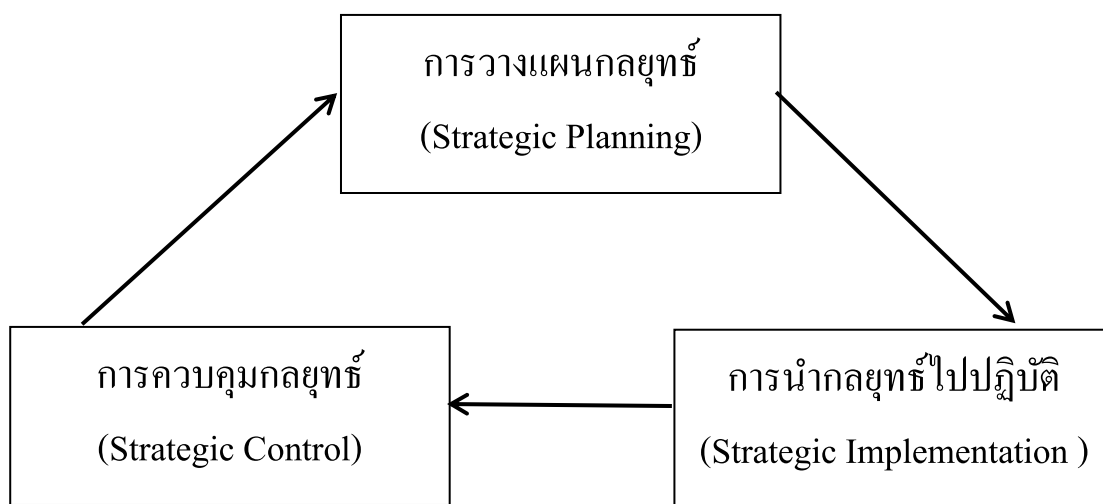 การวางแผนกลยุทธ์
(Strategic Planning)
การควบคุมกลยุทธ์
(Strategic Control)
การนำกลยุทธ์ไปปฏิบัติ
(Strategic Implementation )